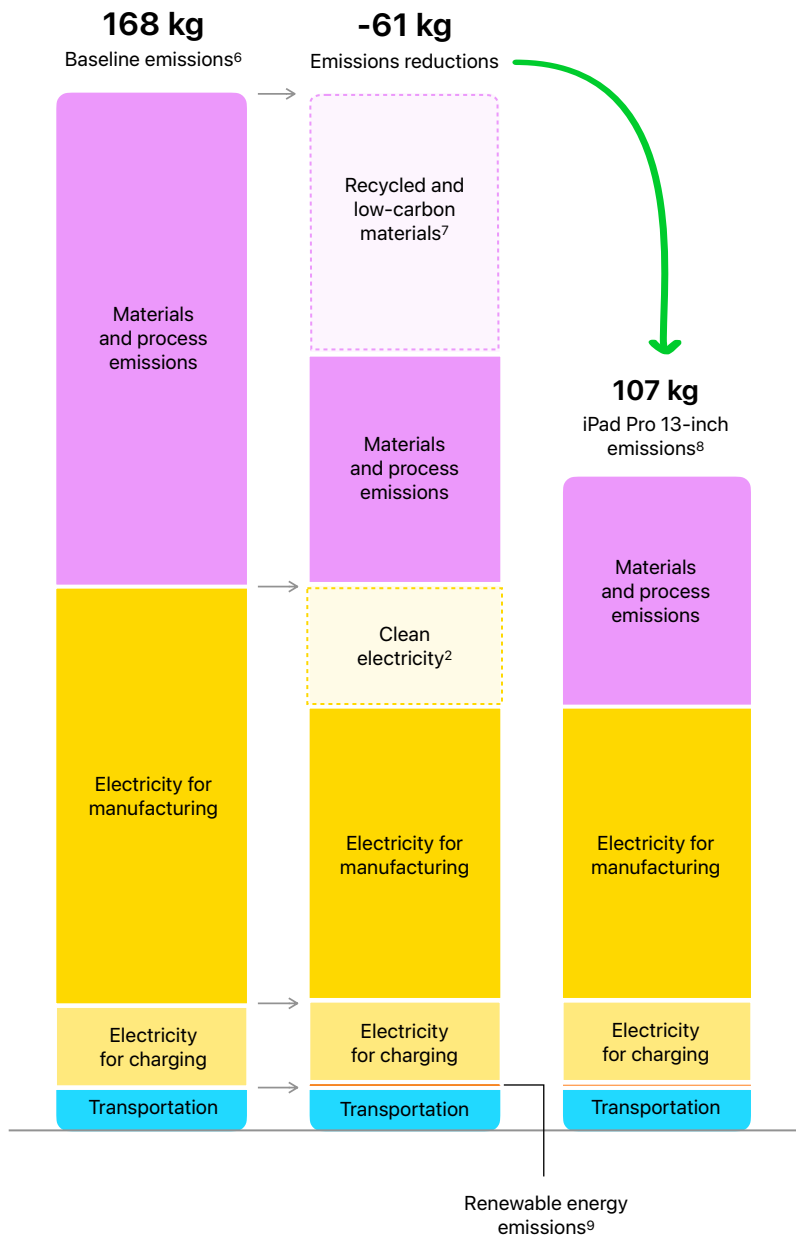 168 kg
Baseline emissions⁶
-61 kg
Emissions reductions
Recycled and
low-carbon
materials⁷
Materials
and process
emissions
107 kg
iPad Pro 13-inch
emissions⁸
Materials
and process
emissions
Materials
and process
emissions
Clean
electricity²
Electricity for
manufacturing
Electricity for
manufacturing
Electricity for
manufacturing
Electricity
for charging
Electricity
for charging
Electricity
for charging
Transportation
Transportation
Transportation
Renewable energy
emissions⁹